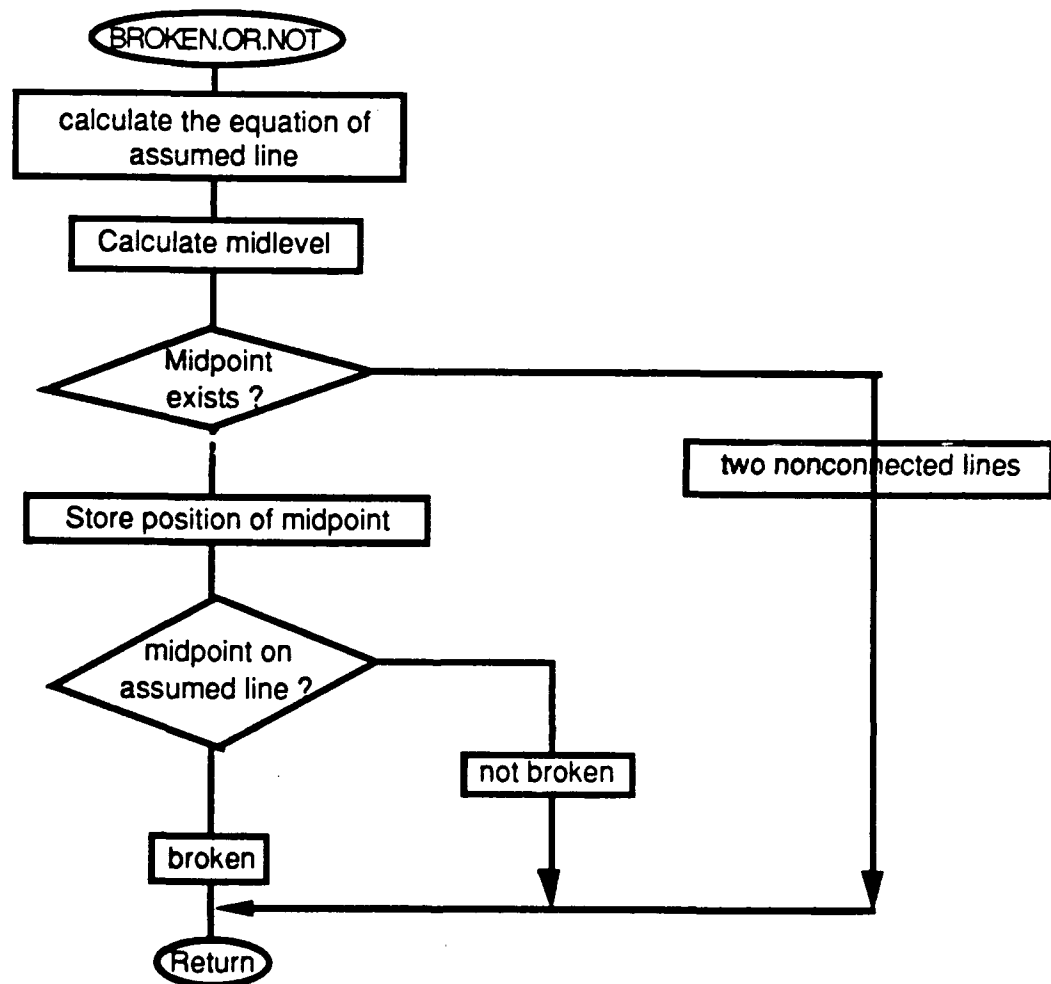 BROKEN.OR.NOT
calculate the equation of
assumed line
Calculate midlevel
Midpoint
exists ?
two nonconnected lines
Store position of midpoint
midpoint on
assumed line ?
not broken
broken
Return